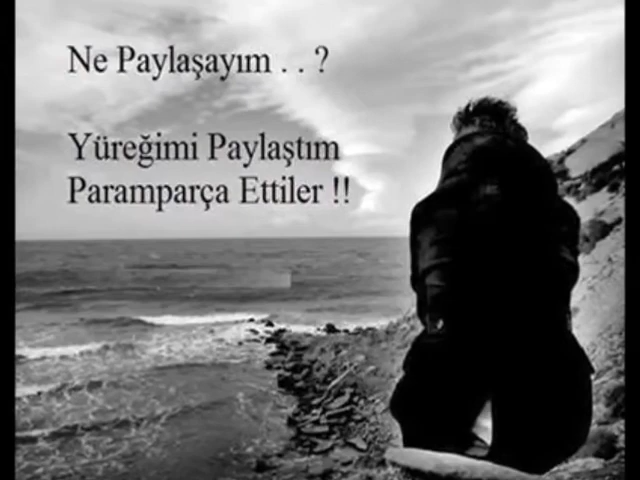 Ne Paylaşayım . . ?
Yüreğimi Paylaştım
Paramparça Ettiler !!